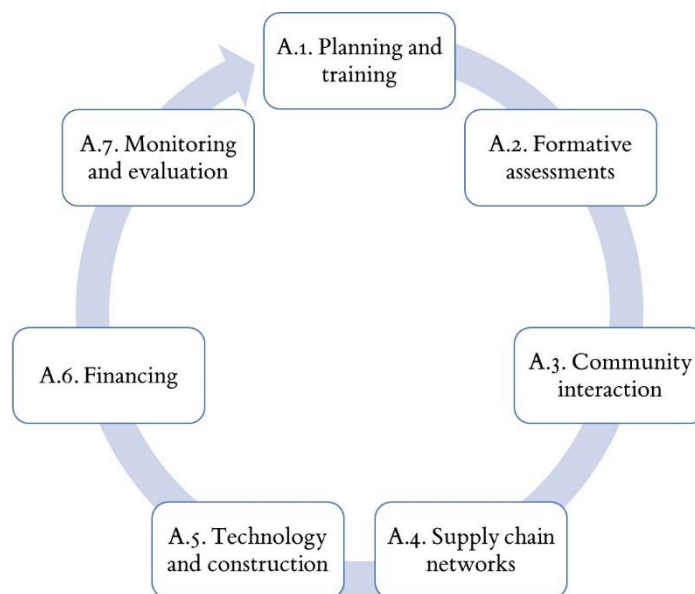 A.1. Planning and
training
A.2. Formative
assessments
A.3. Community
interaction
A.4. Supply chain
networks
A.5. Technology
and construction
A.6. Financing
A.7. Monitoring
and evaluation